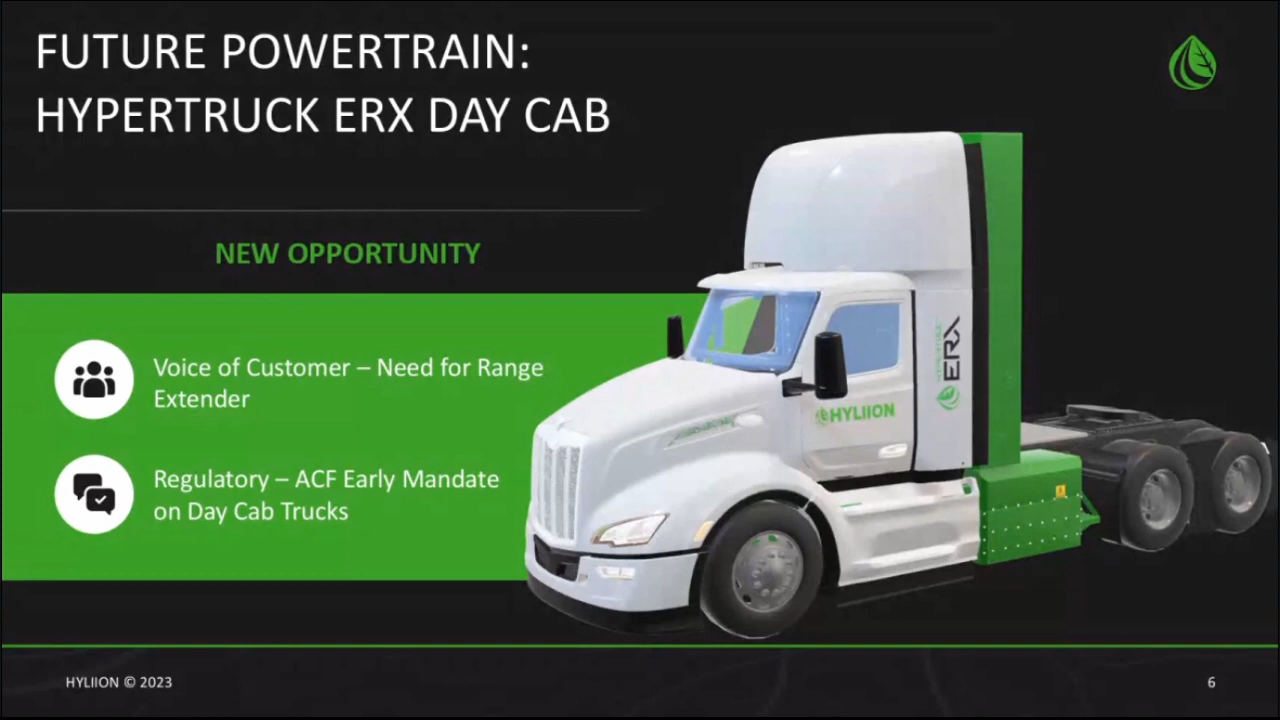 FUTURE POWERTRAIN:
HYPERTRUCK ERX DAY CAB
NEW OPPORTUNITY
Voice of Customer – Need for Range
Extender
Regulatory – ACF Early Mandate
on Day Cab Trucks
HYLIION
ERX
HYLIION © 2023
6